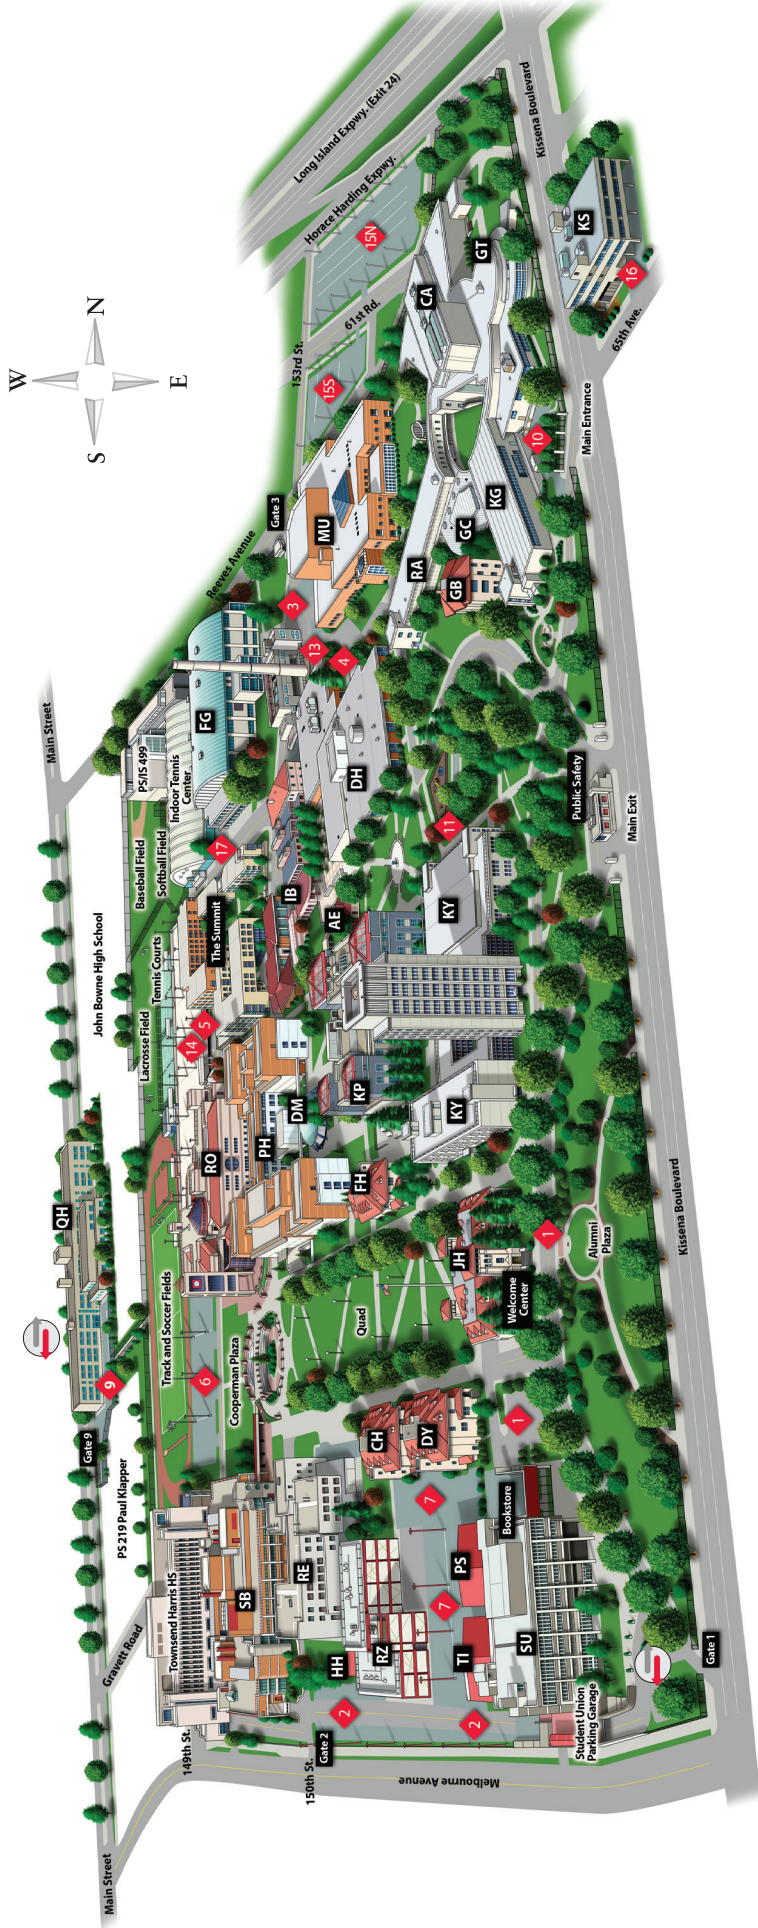 W
N
S
E
Long Island Expwy. (Exit 24)
Horace Harding Expwy.
Kissena Boulevard
15N
61st Rd.
153rd St.
15S
CA
GT
KS
16
65th Ave.
Main Entrance
10
Gate 3
MU
KG
GC
RA
GB
Reeves Avenue
3
13
4
Main Street
PS/IS 499
FG
Indoor Tennis
Center
DH
Public Safety
Main Exit
11
17
Baseball Field
Softball Field
IB
AE
KY
The Summit
John Bowne High School
Tennis Courts
Lacrosse Field
5
14
RO
PH
DM
KP
KY
QH
FH
JH
Welcome
Center
1
Alumni
Plaza
Kissena Boulevard
Track and Soccer Fields
Quad
Cooperman Plaza
6
9
Gate 9
PS 219 Paul Klapper
CH
DY
1
7
Bookstore
Townsend Harris HS
SB
RE
PS
7
Gravett Road
HH
RZ
TI
SU
2
2
Gate 1
Student Union
Parking Garage
149th St.
Gate 2
150th St.
Melbourne Avenue
Main Street